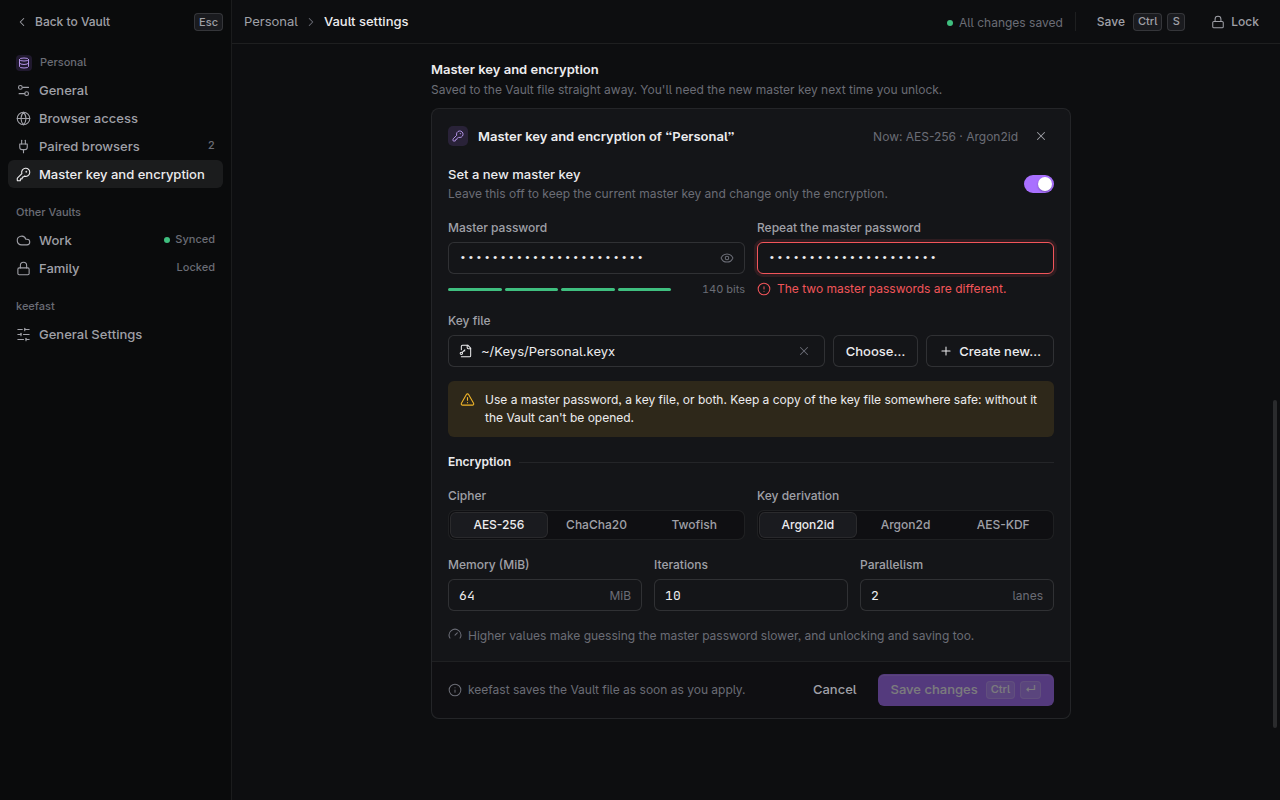 Back to Vault
Esc
Personal
General
Browser access
Paired browsers
2
Master key and encryption
Other Vaults
Work
Synced
Family
Locked
keefast
General Settings
Personal
Vault settings
All changes saved
Save
Ctrl
S
Lock
Master key and encryption
Saved to the Vault file straight away. You'll need the new master key next time you unlock.
Master key and encryption of “Personal”
Now: AES-256 · Argon2id
Set a new master key
Leave this off to keep the current master key and change only the encryption.
Master password
Repeat the master password
140 bits
The two master passwords are different.
Key file
~/Keys/Personal.keyx
Choose...
Create new...
Use a master password, a key file, or both. Keep a copy of the key file somewhere safe: without it
the Vault can't be opened.
Encryption
Cipher
Key derivation
AES-256
ChaCha20
Twofish
Argon2id
Argon2d
AES-KDF
Memory (MiB)
Iterations
Parallelism
64
MiB
10
2
lanes
Higher values make guessing the master password slower, and unlocking and saving too.
keefast saves the Vault file as soon as you apply.
Cancel
Save changes
Ctrl